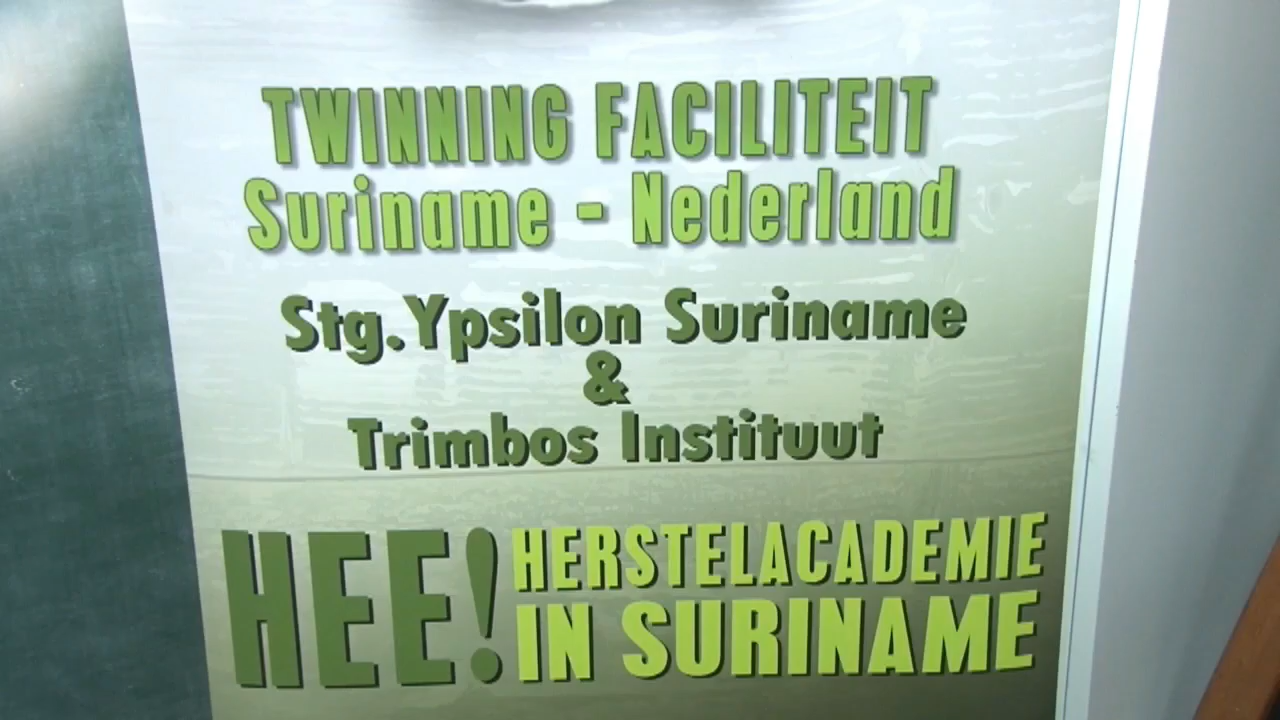 TWINNING FACILITEIT
Suriname - Nederland
Stg.Ypsilon Suriname
&
Trimbos Instituut
HEE! HERSTELACADEMIE
IN SURINAME